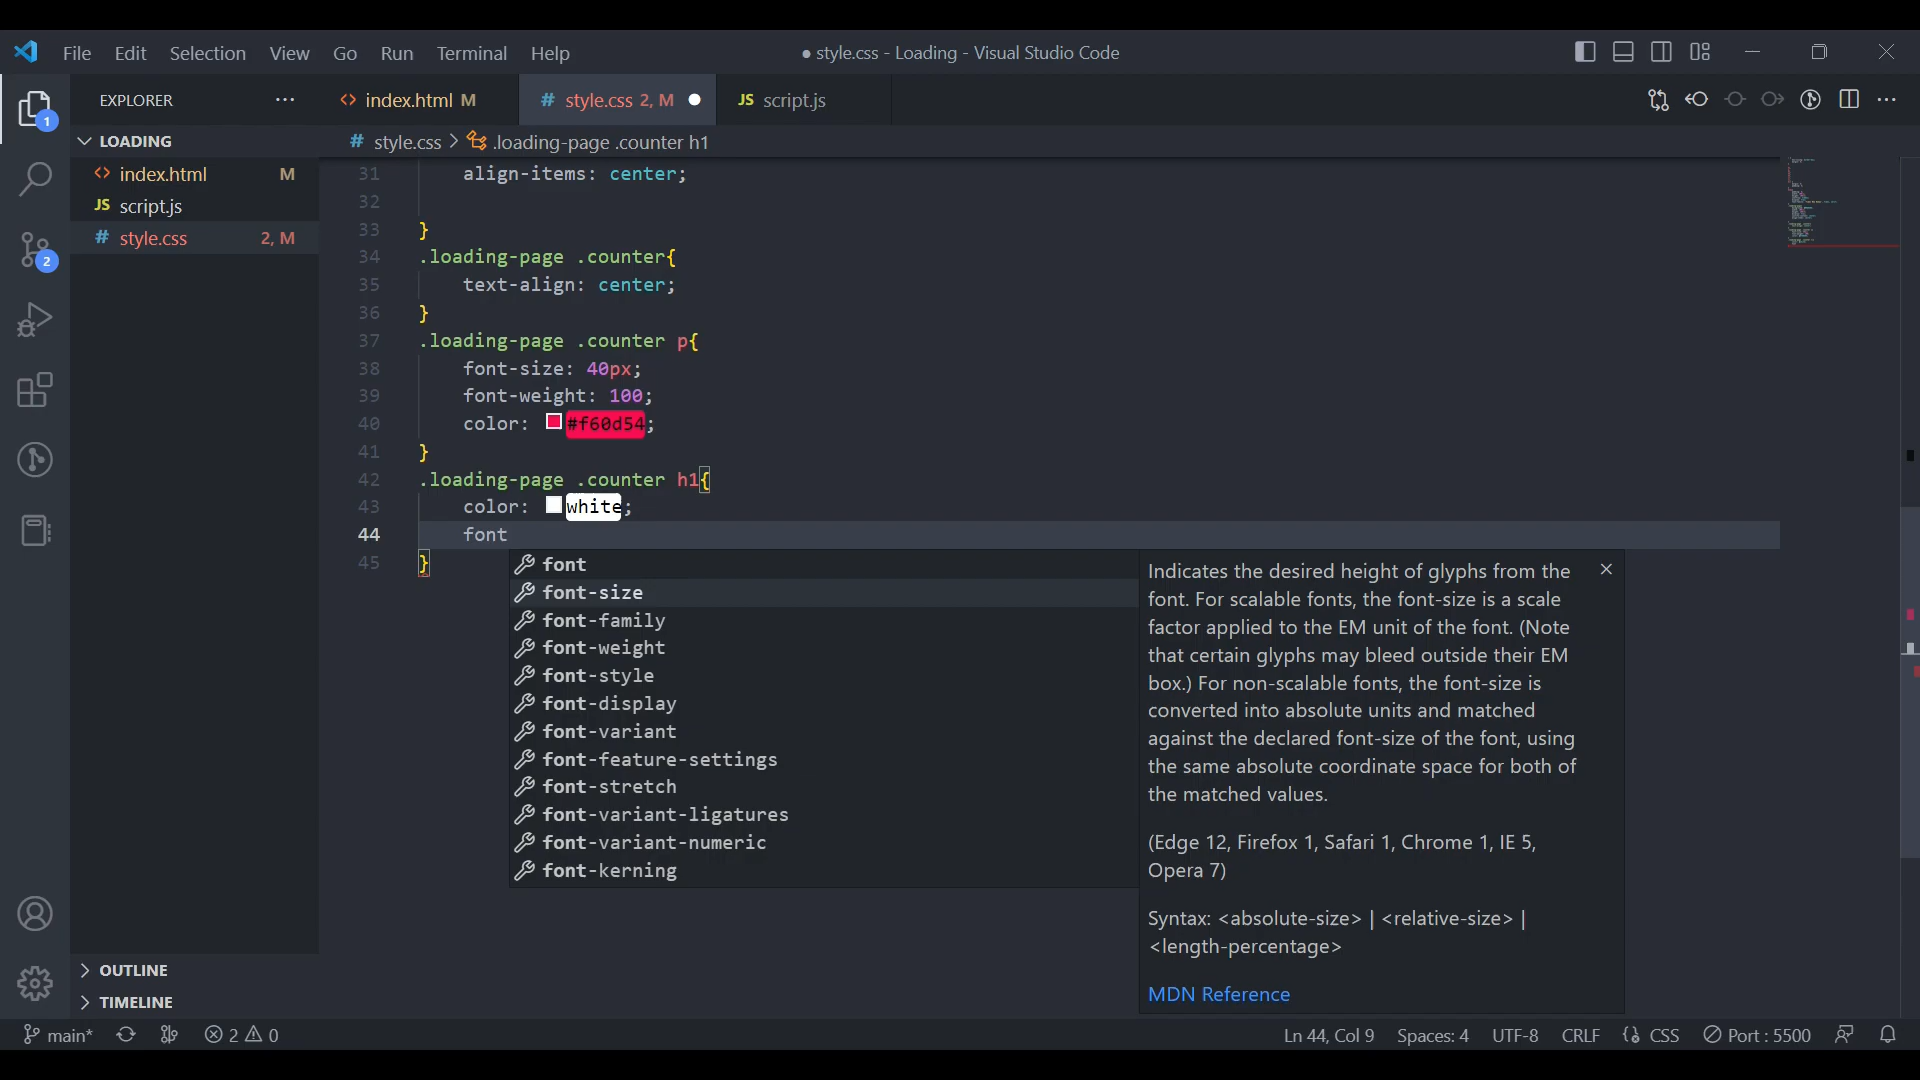 File Edit Selection View Go Run Terminal Help
● style.css - Loading - Visual Studio Code
EXPLORER ···
<> index.html M
# style.css 2, M ●
JS script.js
LOADING
# style.css > .loading-page .counter h1
<> index.html M
JS script.js
# style.css 2, M
1
2
31 align-items: center;
32
33 }
34 .loading-page .counter{
35 text-align: center;
36 }
37 .loading-page .counter p{
38 font-size: 40px;
39 font-weight: 100;
40 color: #f60d54;
41 }
42 .loading-page .counter h1{
43 color: white;
44 font
45 }
font
font-size
font-family
font-weight
font-style
font-display
font-variant
font-feature-settings
font-stretch
font-variant-ligatures
font-variant-numeric
font-kerning
Indicates the desired height of glyphs from the
font. For scalable fonts, the font-size is a scale
factor applied to the EM unit of the font. (Note
that certain glyphs may bleed outside their EM
box.) For non-scalable fonts, the font-size is
converted into absolute units and matched
against the declared font-size of the font, using
the same absolute coordinate space for both of
the matched values.
(Edge 12, Firefox 1, Safari 1, Chrome 1, IE 5,
Opera 7)
Syntax: <absolute-size> | <relative-size> |
<length-percentage>
MDN Reference
OUTLINE
TIMELINE
main* 2 0
Ln 44, Col 9 Spaces: 4 UTF-8 CRLF {} CSS Port : 5500